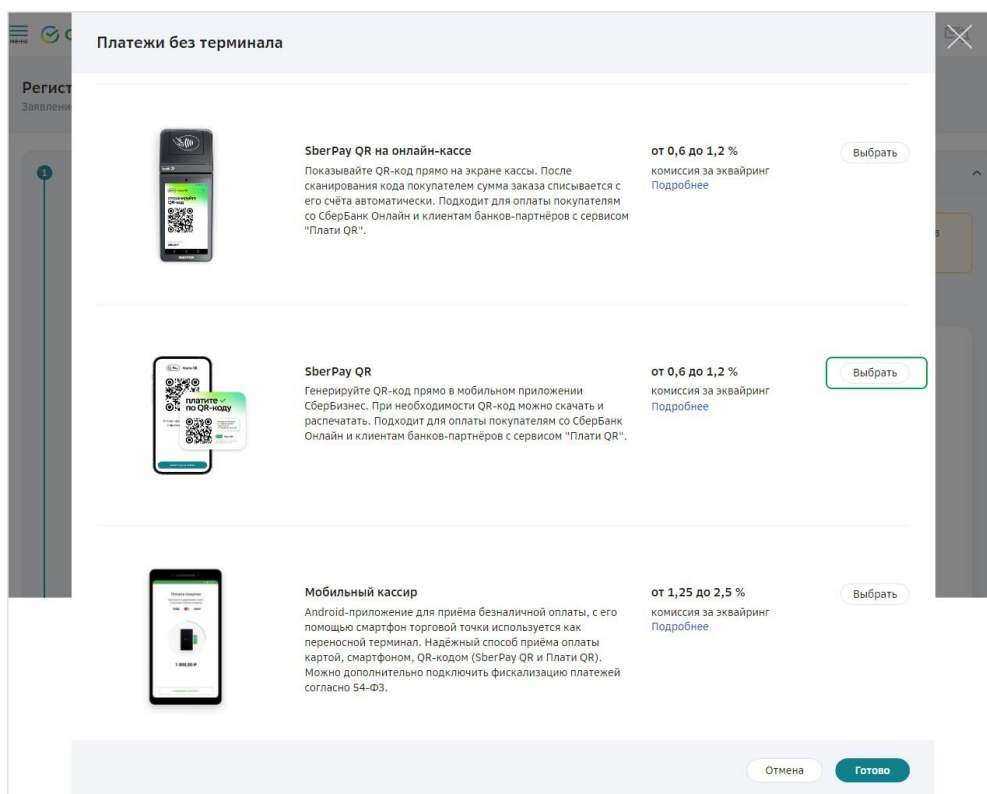 меню
Платежи без терминала
Регист
Заявлени
1
SberPay QR на онлайн-кассе
Показывайте QR-код прямо на экране кассы. После
сканирования кода покупателем сумма заказа списывается с
его счёта автоматически. Подходит для оплаты покупателям
со СберБанк Онлайн и клиентам банков-партнёров с сервисом
"Плати QR".
от 0,6 до 1,2 %
комиссия за эквайринг
Подробнее
Выбрать
в
SberPay QR
Генерируйте QR-код прямо в мобильном приложении
СберБизнес. При необходимости QR-код можно скачать и
распечатать. Подходит для оплаты покупателям со СберБанк
Онлайн и клиентам банков-партнёров с сервисом "Плати QR".
от 0,6 до 1,2 %
комиссия за эквайринг
Подробнее
Выбрать
платите
по QR-коду
Мобильный кассир
Android-приложение для приёма безналичной оплаты, с его
помощью смартфон торговой точки используется как
переносной терминал. Надёжный способ приёма оплаты
картой, смартфоном, QR-кодом (SberPay QR и Плати QR).
Можно дополнительно подключить фискализацию платежей
согласно 54-ФЗ.
от 1,25 до 2,5 %
комиссия за эквайринг
Подробнее
Выбрать
Отмена
Готово